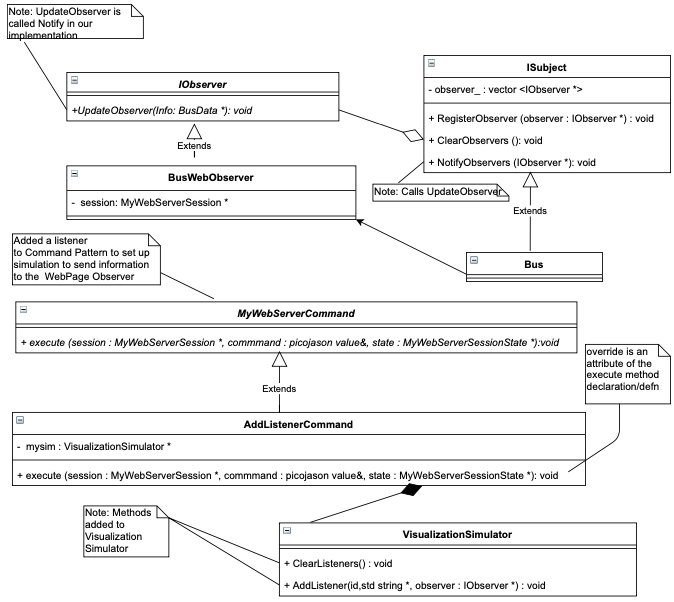 Note: UpdateObserver is
called Notify in our
implementation
IObserver
+UpdateObserver(Info: BusData *): void
ISubject
- observer_ : vector <IObserver *>
+ RegisterObserver (observer : IObserver *) : void
+ ClearObservers (): void
+ NotifyObservers (IObserver *): void
Extends
BusWebObserver
- session: MyWebServerSession *
Note: Calls UpdateObserver
Extends
Bus
Added a listener
to Command Pattern to set up
simulation to send information
to the WebPage Observer
MyWebServerCommand
+ execute (session : MyWebServerSession *, commmand : picojason value&, state : MyWebServerSessionState *):void
override is an
attribute of the
execute method
declaration/defn
Extends
AddListenerCommand
- mysim : VisualizationSimulator *
+ execute (session : MyWebServerSession *, commmand : picojason value&, state : MyWebServerSessionState *): void
Note: Methods
added to
Visualization
Simulator
VisualizationSimulator
+ ClearListeners() : void
+ AddListener(id,std string *, observer : IObserver *) : void